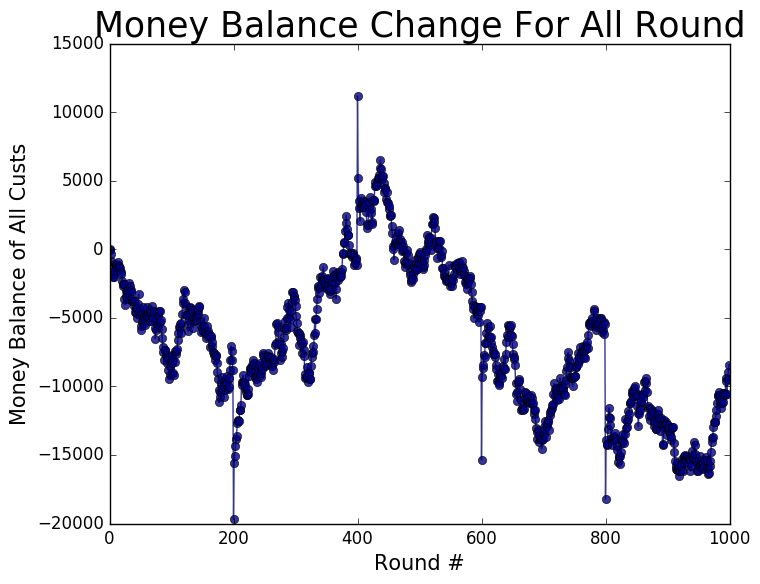 Money Balance Change For All Round
Money Balance of All Custs
15000
10000
5000
0
−5000
−10000
−15000
−20000
0 200 400 600 800 1000
Round #